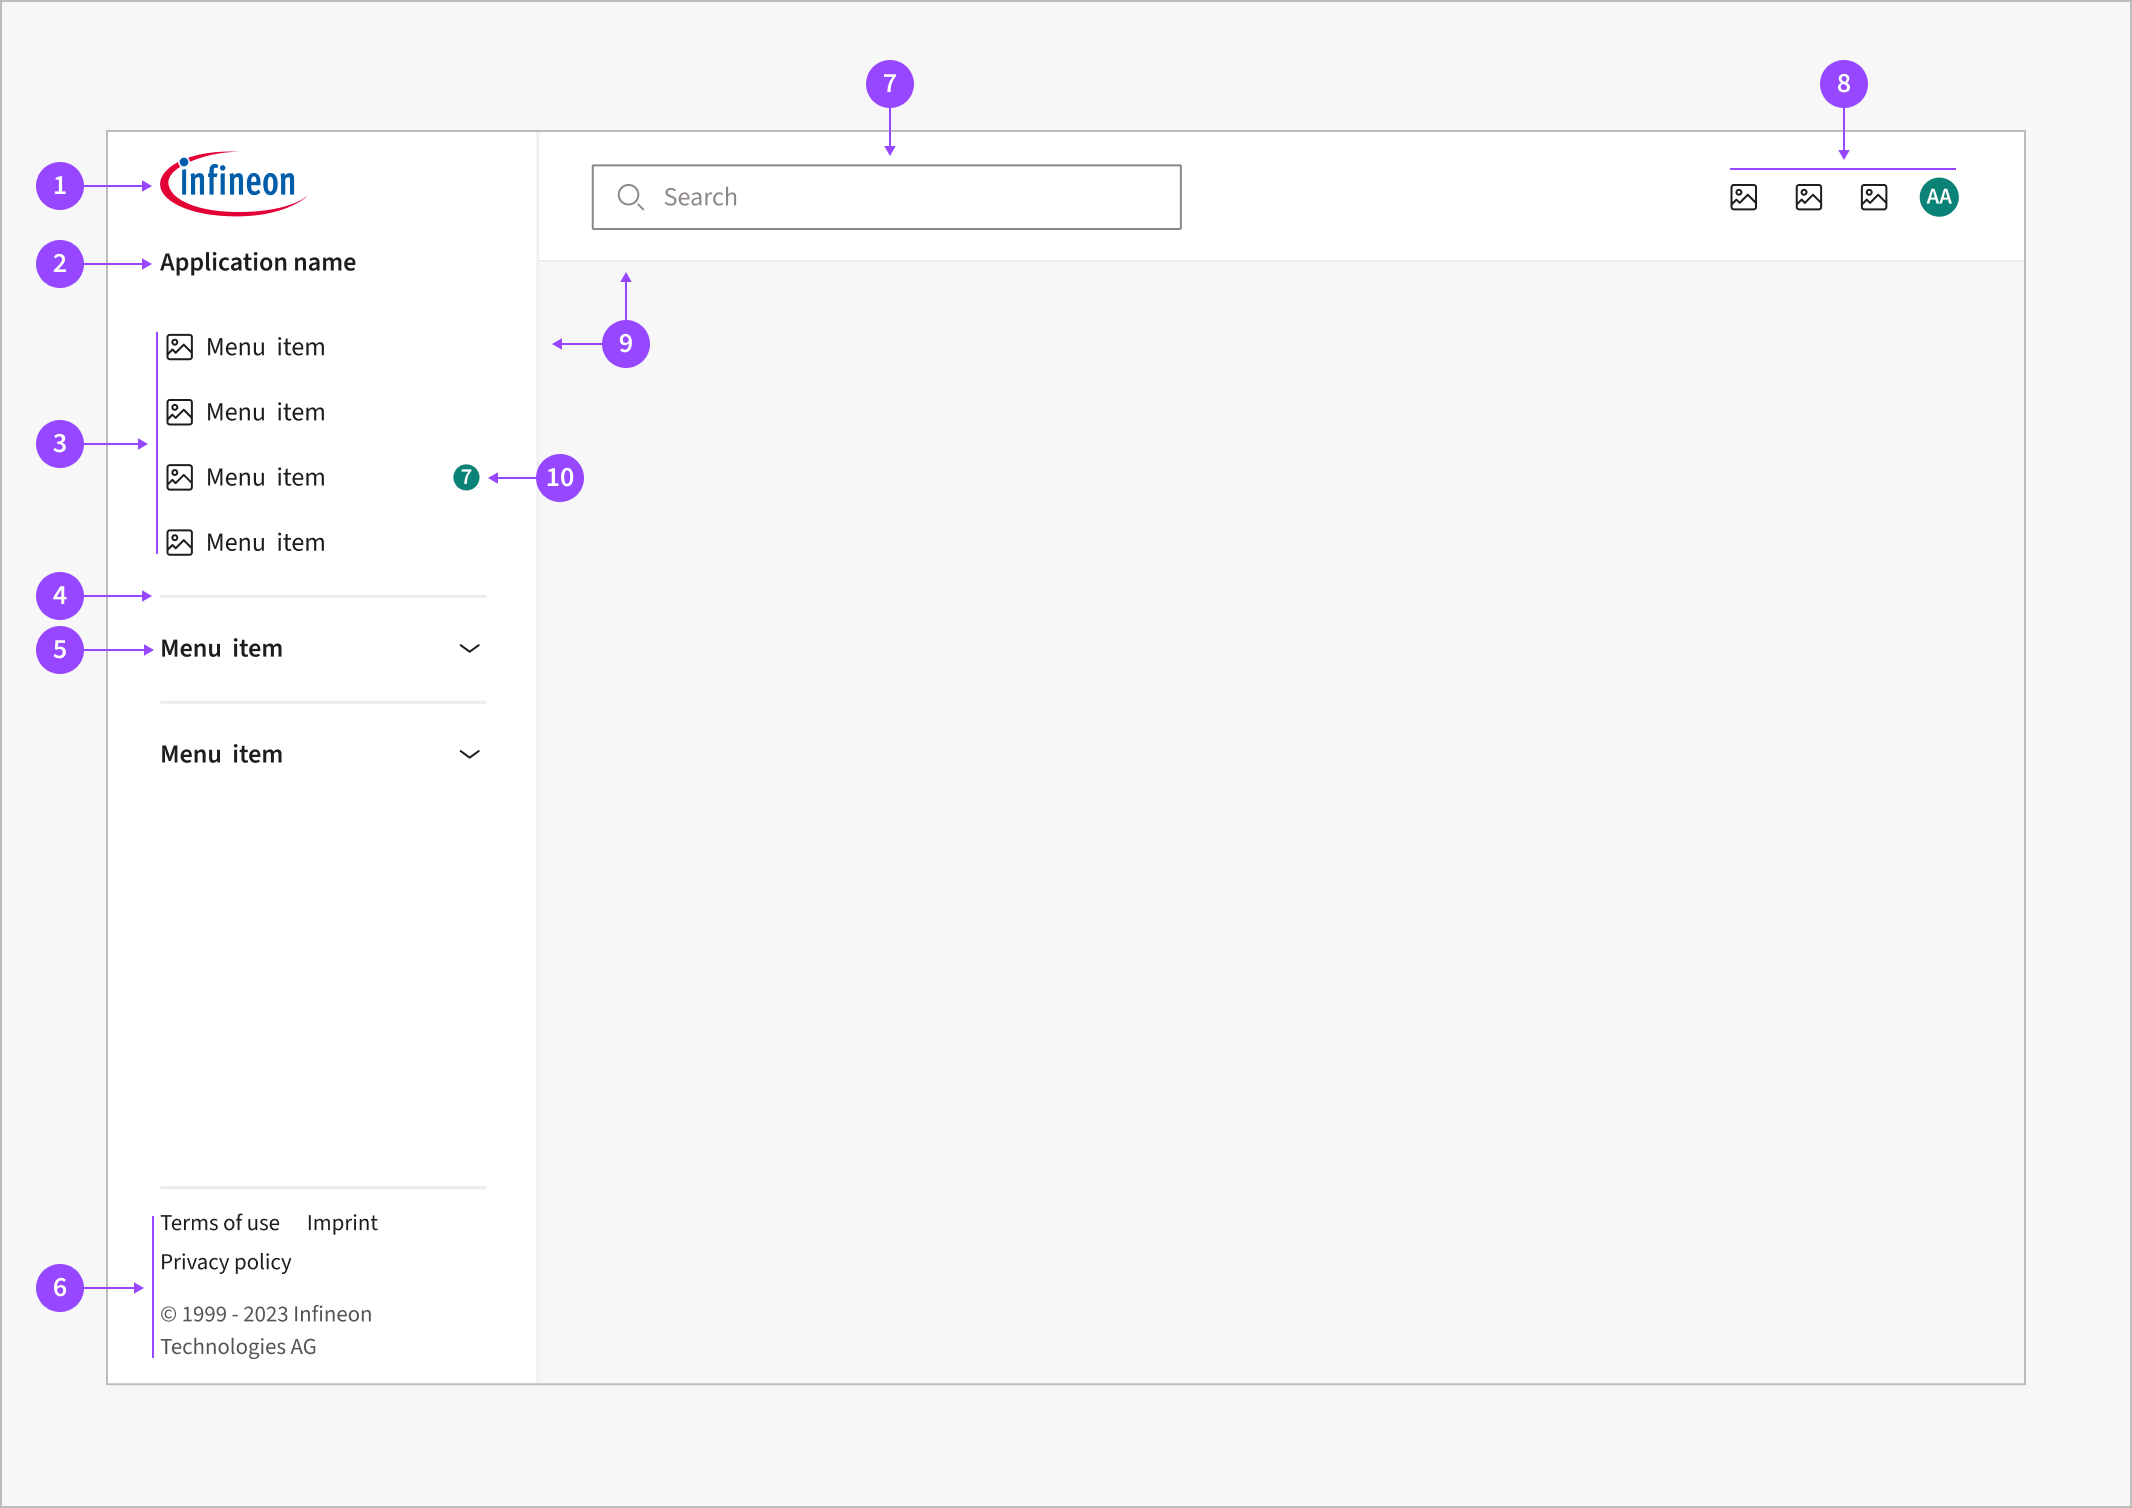 7
8
1
infineon
Search
AA
2
Application name
Menu item
9
Menu item
3
Menu item
7
10
Menu item
4
5
Menu item
Menu item
Terms of use Imprint
Privacy policy
6
© 1999 - 2023 Infineon
Technologies AG